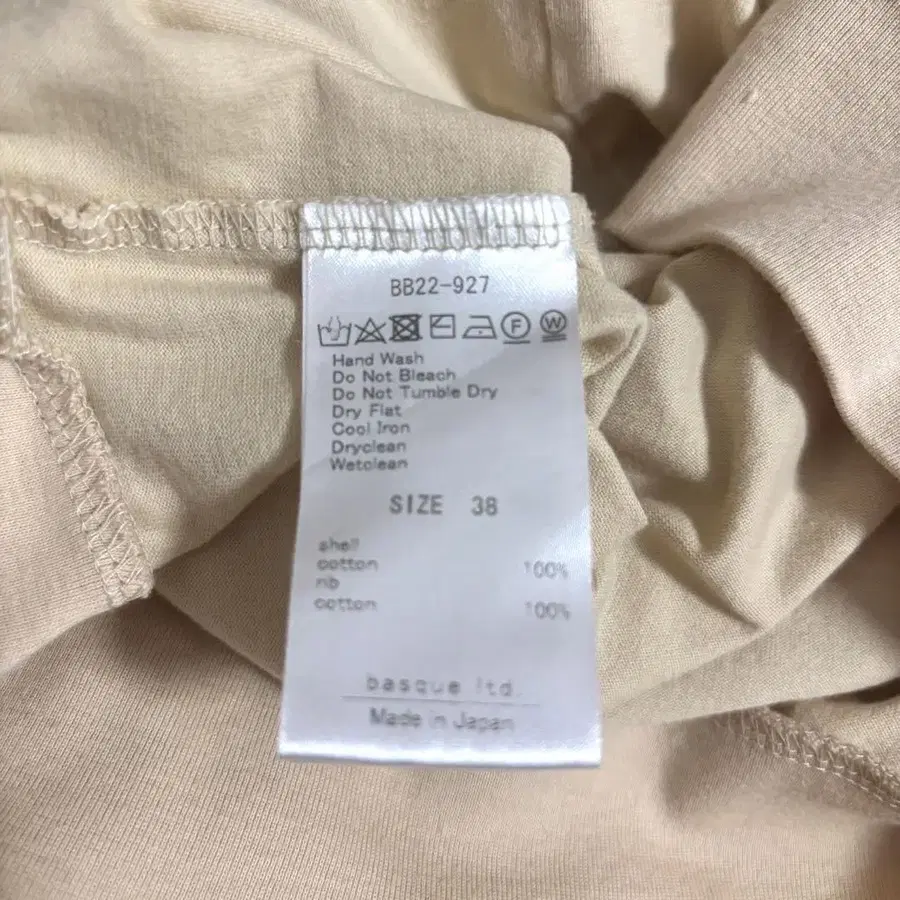 BB22-927
F W
Hand Wash
Do Not Bleach
Do Not Tumble Dry
Dry Flat
Cool Iron
Dryclean
Wetclean
SIZE 38
shell
cotton 100%
rib
cotton 100%
basque ltd.
Made in Japan